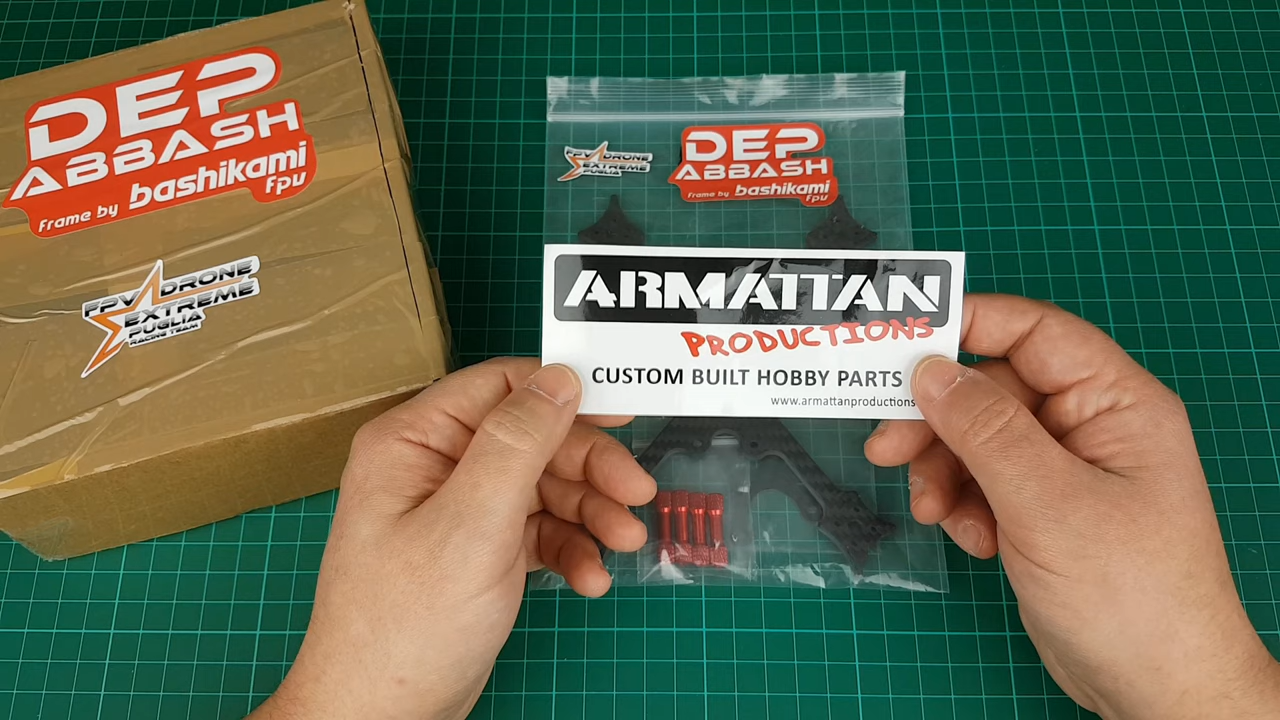 DEP
ABBASH
frame by bashikami
fpv
FPV DRONE
EXTREME
PUGLIA
RACING TEAM
FPV DRONE
EXTREME
PUGLIA
DEP
ABBASH
frame by bashikami
fpv
ARMATTAN
PRODUCTIONS
CUSTOM BUILT HOBBY PARTS
www.armattanproductions